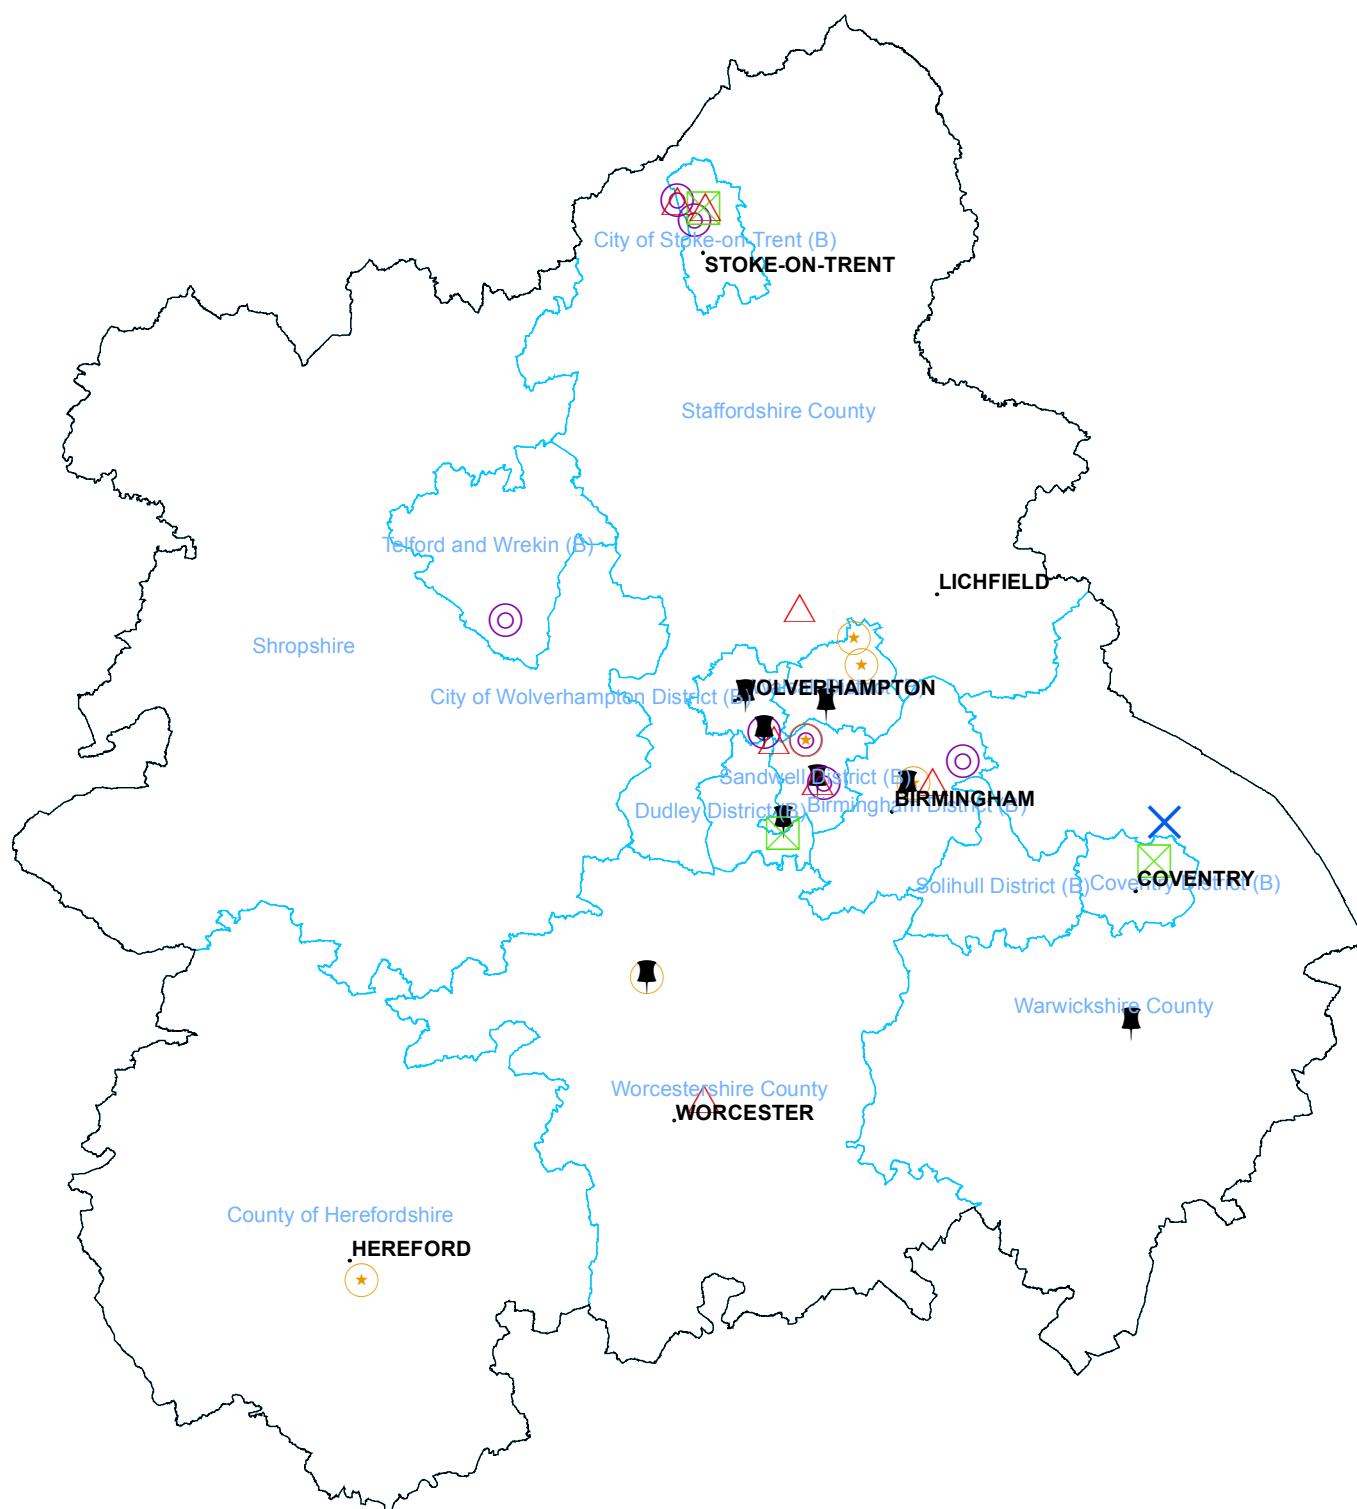 City of Stoke-on-Trent (B)
STOKE-ON-TRENT
Staffordshire County
Telford and Wrekin (B)
LICHFIELD
Shropshire
WOLVERHAMPTON
City of Wolverhampton District (B)
Sandwell District (B)
BIRMINGHAM
Dudley District (B)
Birmingham District (B)
COVENTRY
Solihull District (B)
Coventry District (B)
Warwickshire County
Worcestershire County
WORCESTER
County of Herefordshire
HEREFORD